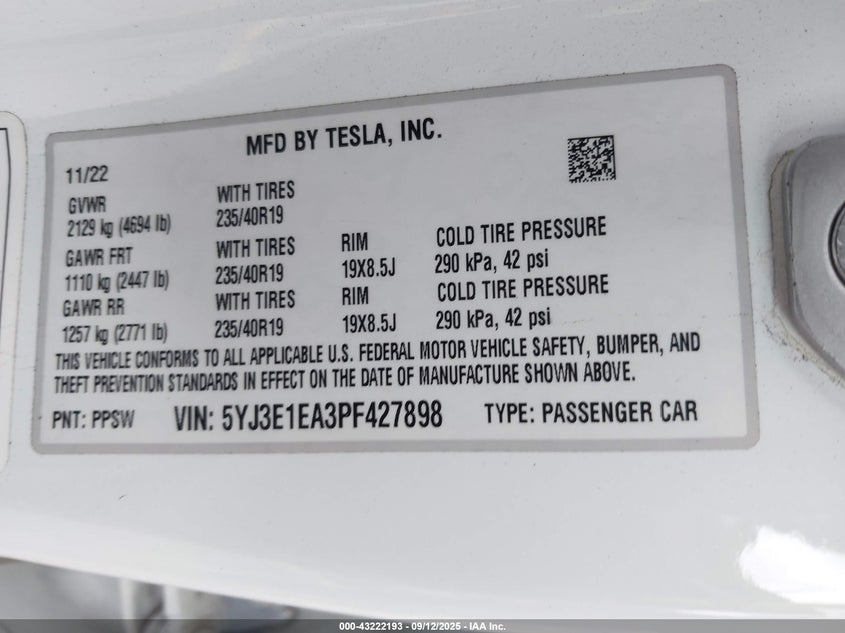 MFD BY TESLA, INC.
11/22
GVWR WITH TIRES
2129 kg (4694 lb) 235/40R19
GAWR FRT WITH TIRES RIM COLD TIRE PRESSURE
1110 kg (2447 lb) 235/40R19 19X8.5J 290 kPa, 42 psi
GAWR RR WITH TIRES RIM COLD TIRE PRESSURE
1257 kg (2771 lb) 235/40R19 19X8.5J 290 kPa, 42 psi
THIS VEHICLE CONFORMS TO ALL APPLICABLE U.S. FEDERAL MOTOR VEHICLE SAFETY, BUMPER, AND
THEFT PREVENTION STANDARDS IN EFFECT ON THE DATE OF MANUFACTURE SHOWN ABOVE.
PNT: PPSW VIN: 5YJ3E1EA3PF427898 TYPE: PASSENGER CAR
000-43222193 - 09/12/2025 - IAA Inc.